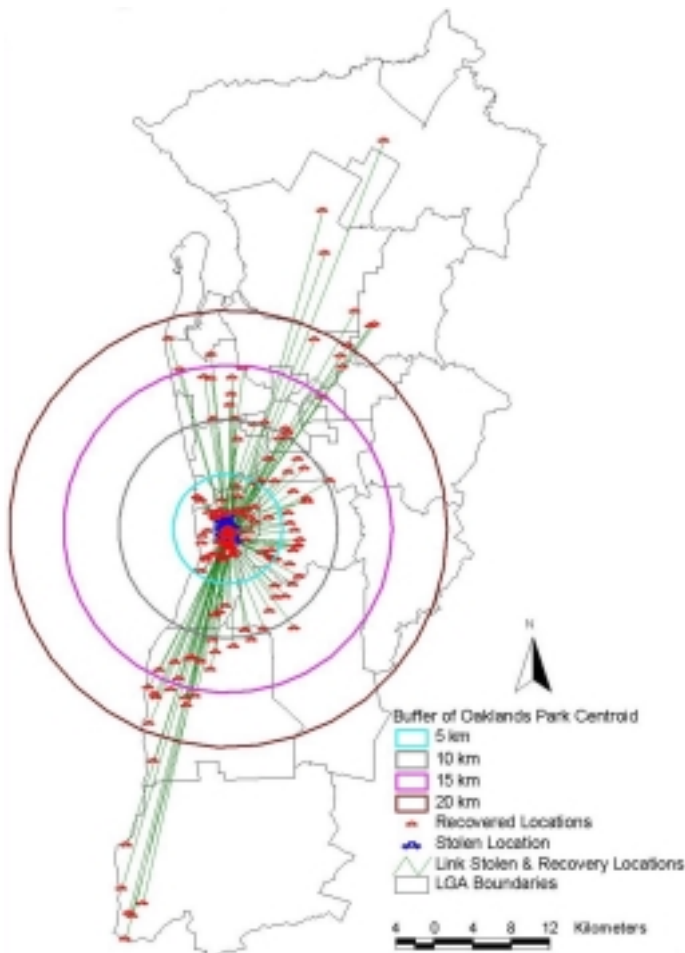 N
Buffer of Oaklands Park Centroid
5 km
10 km
15 km
20 km
Recovered Locations
Stolen Location
Link Stolen & Recovery Locations
LGA Boundaries
4 0 4 8 12 Kilometers